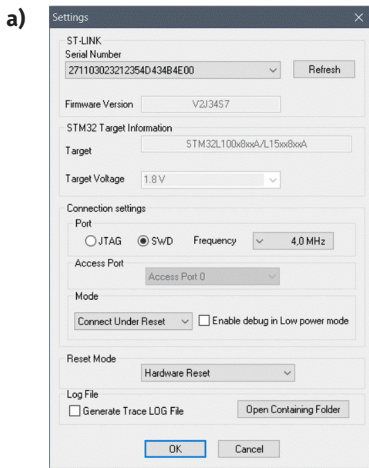 a)
Settings
ST-LINK
Serial Number
271103023212354D434B4E00
Refresh
Firmware Version
V2J34S7
STM32 Target Information
Target
STM32L100x8xxA/L15xx8xxA
Target Voltage
1.8 V
Connection settings
Port
JTAG SWD Frequency 4,0 MHz
Access Port
Access Port 0
Mode
Connect Under Reset Enable debug in Low power mode
Reset Mode
Hardware Reset
Log File
Generate Trace LOG File Open Containing Folder
OK Cancel